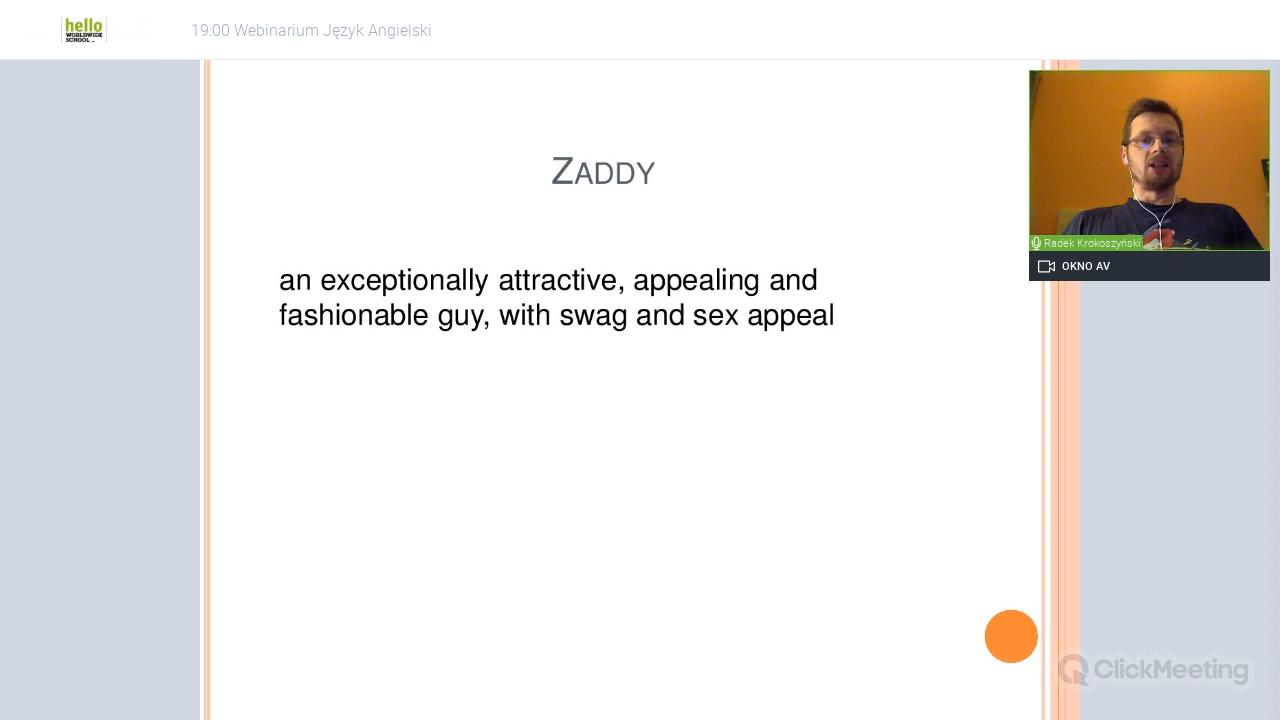 hello
WORLDWIDE
SCHOOL
19:00 Webinarium Język Angielski
ZADDY
an exceptionally attractive, appealing and
fashionable guy, with swag and sex appeal
Radek Krokoszyński
OKNO AV
ClickMeeting